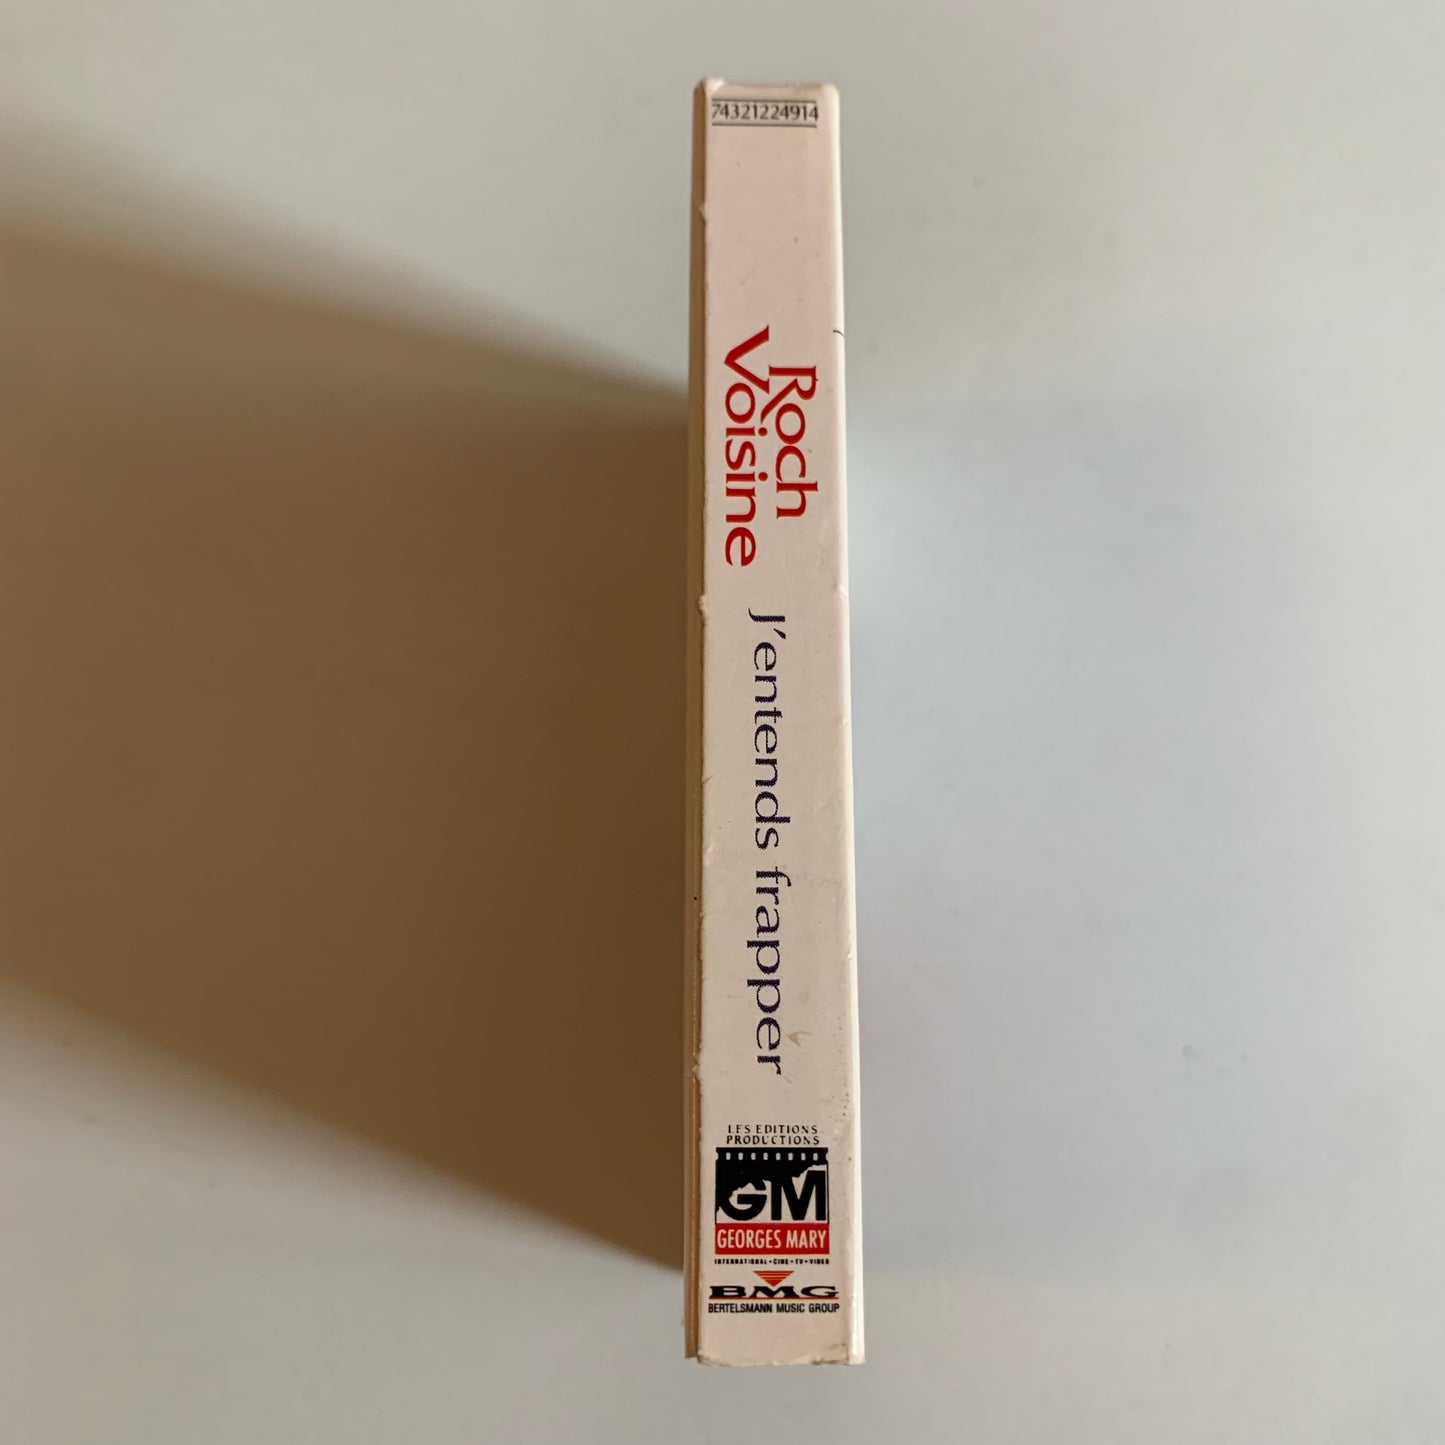 74321224914
Roch
Voisine
J'entends frapper
LES EDITIONS
PRODUCTIONS
GM
GEORGES MARY
INTERNATIONAL • CINE • TV • VIDEO
BMG
BERTELSMANN MUSIC GROUP